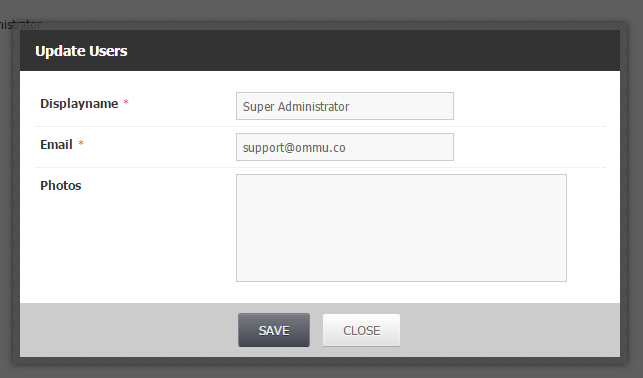 Update Users
Displayname *
Super Administrator
Email *
support@ommu.co
Photos
SAVE CLOSE